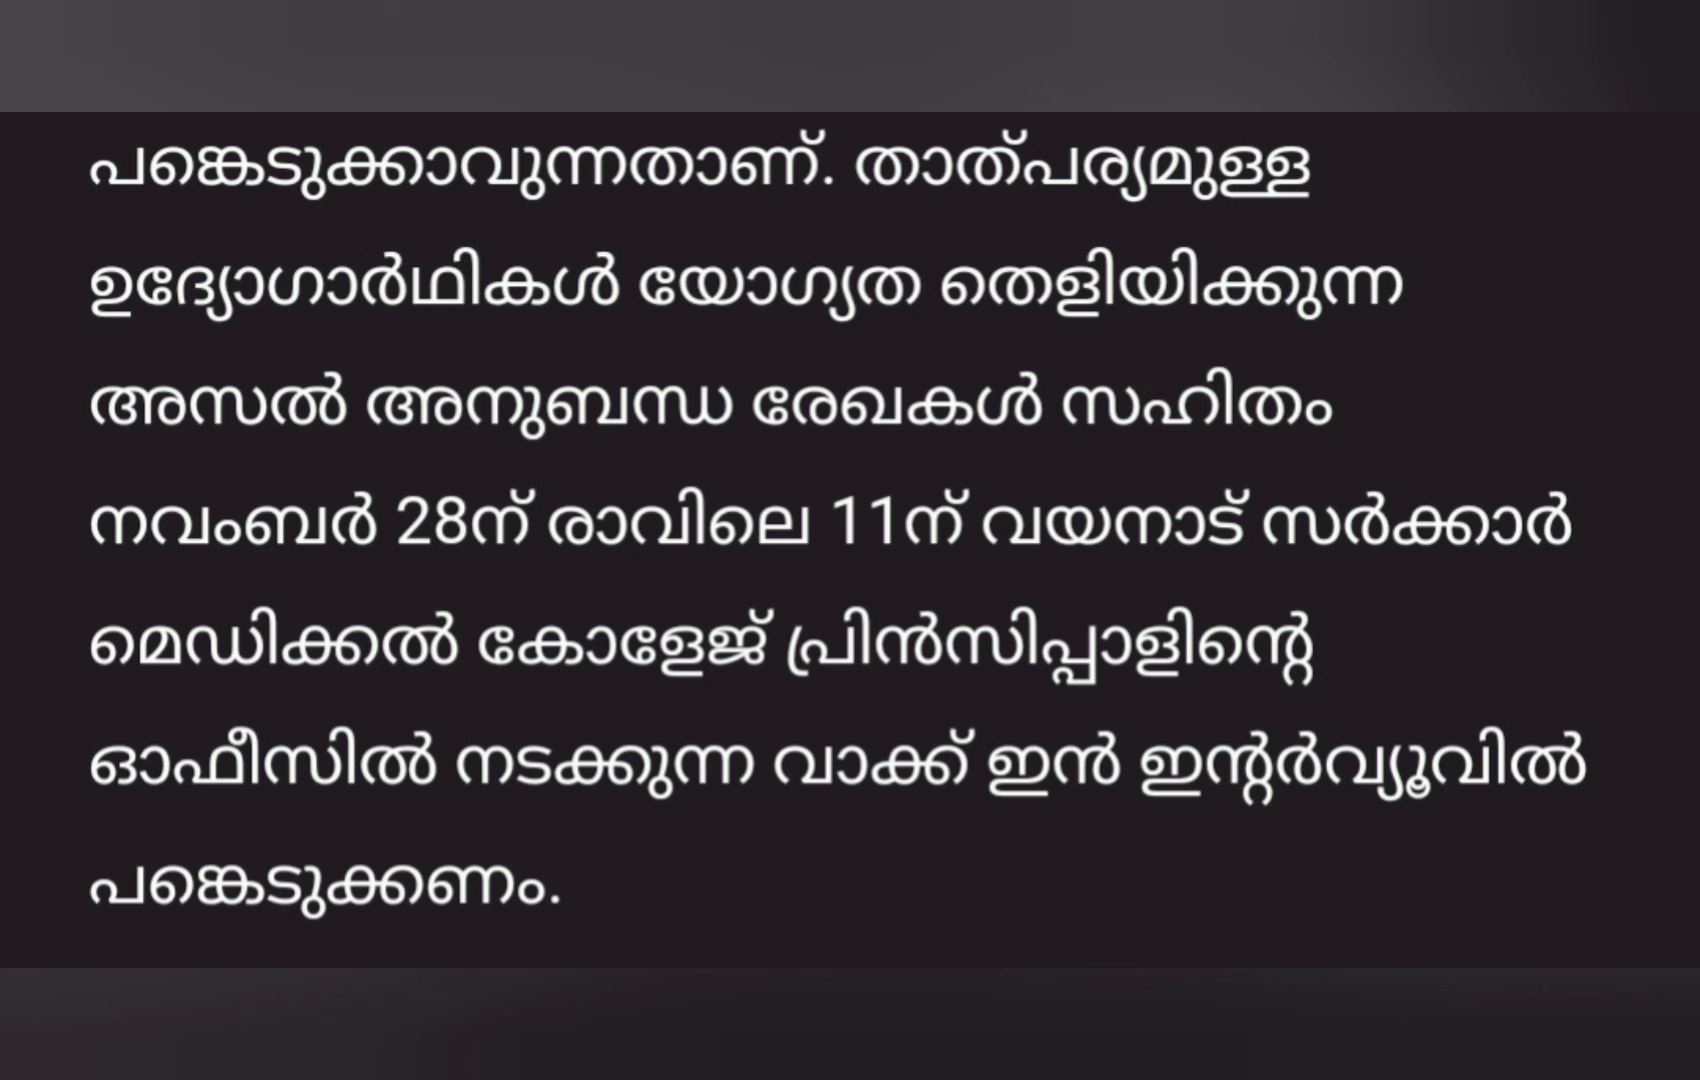 പങ്കെടുക്കാവുന്നതാണ്. താത്പര്യമുള്ള
ഉദ്യോഗാർഥികൾ യോഗ്യത തെളിയിക്കുന്ന
അസൽ അനുബന്ധ രേഖകൾ സഹിതം
നവംബർ 28ന് രാവിലെ 11ന് വയനാട് സർക്കാർ
മെഡിക്കൽ കോളേജ് പ്രിൻസിപ്പാളിന്റെ
ഓഫീസിൽ നടക്കുന്ന വാക്ക് ഇൻ ഇന്റർവ്യൂവിൽ
പങ്കെടുക്കണം.